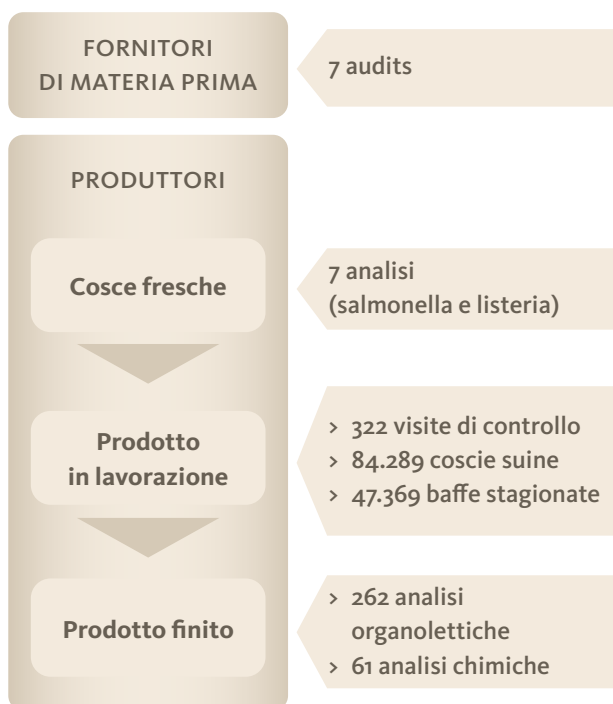 FORNITORI
DI MATERIA PRIMA
7 audits
PRODUTTORI
Cosce fresche
7 analisi
(salmonella e listeria)
Prodotto
in lavorazione
› 322 visite di controllo
› 84.289 coscie suine
› 47.369 baffe stagionate
Prodotto finito
› 262 analisi
organolettiche
› 61 analisi chimiche